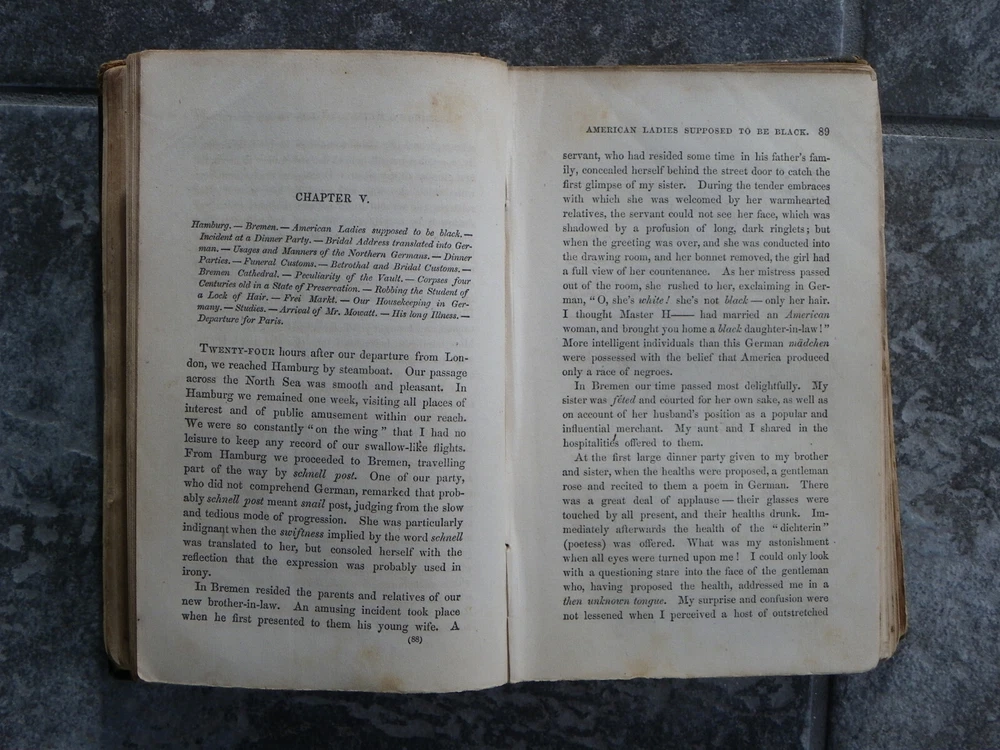 CHAPTER V.
Hamburg. — Bremen. — American Ladies supposed to be black. —
Incident at a Dinner Party. — Bridal Address translated into Ger-
man. — Usages and Manners of the Northern Germans. — Dinner
Parties. — Funeral Customs. — Betrothal and Bridal Customs. —
Bremen Cathedral. — Peculiarity of the Vault. — Corpses four
Centuries old in a State of Preservation. — Robbing the Student of
a Lock of Hair. — Frei Markt. — Our Housekeeping in Ger-
many. — Studies. — Arrival of Mr. Mowatt. — His long Illness. —
Departure for Paris.
TWENTY-FOUR hours after our departure from Lon-
don, we reached Hamburg by steamboat. Our passage
across the North Sea was smooth and pleasant. In
Hamburg we remained one week, visiting all places of
interest and of public amusement within our reach.
We were so constantly "on the wing" that I had no
leisure to keep any record of our swallow-like flights.
From Hamburg we proceeded to Bremen, travelling
part of the way by schnell post. One of our party,
who did not comprehend German, remarked that prob-
ably schnell post meant snail post, judging from the slow
and tedious mode of progression. She was particularly
indignant when the swiftness implied by the word schnell
was translated to her, but consoled herself with the
reflection that the expression was probably used in
irony.
In Bremen resided the parents and relatives of our
new brother-in-law. An amusing incident took place
when he first presented to them his young wife. A
(88)
AMERICAN LADIES SUPPOSED TO BE BLACK. 89
servant, who had resided some time in his father's fam-
ily, concealed herself behind the street door to catch the
first glimpse of my sister. During the tender embraces
with which she was welcomed by her warmhearted
relatives, the servant could not see her face, which was
shadowed by a profusion of long, dark ringlets; but
when the greeting was over, and she was conducted into
the drawing room, and her bonnet removed, the girl had
a full view of her countenance. As her mistress passed
out of the room, she rushed to her, exclaiming in Ger-
man, "O, she's white! she's not black — only her hair.
I thought Master H—— had married an American
woman, and brought you home a black daughter-in-law!"
More intelligent individuals than this German mädchen
were possessed with the belief that America produced
only a race of negroes.
In Bremen our time passed most delightfully. My
sister was fêted and courted for her own sake, as well as
on account of her husband's position as a popular and
influential merchant. My aunt and I shared in the
hospitalities offered to them.
At the first large dinner party given to my brother
and sister, when the healths were proposed, a gentleman
rose and recited to them a poem in German. There
was a great deal of applause — their glasses were
touched by all present, and their healths drunk. Im-
mediately afterwards the health of the "dichterin"
(poetess) was offered. What was my astonishment
when all eyes were turned upon me! I could only look
with a questioning stare into the face of the gentleman
who, having proposed the health, addressed me in a
then unknown tongue. My surprise and confusion were
not lessened when I perceived a host of outstretched